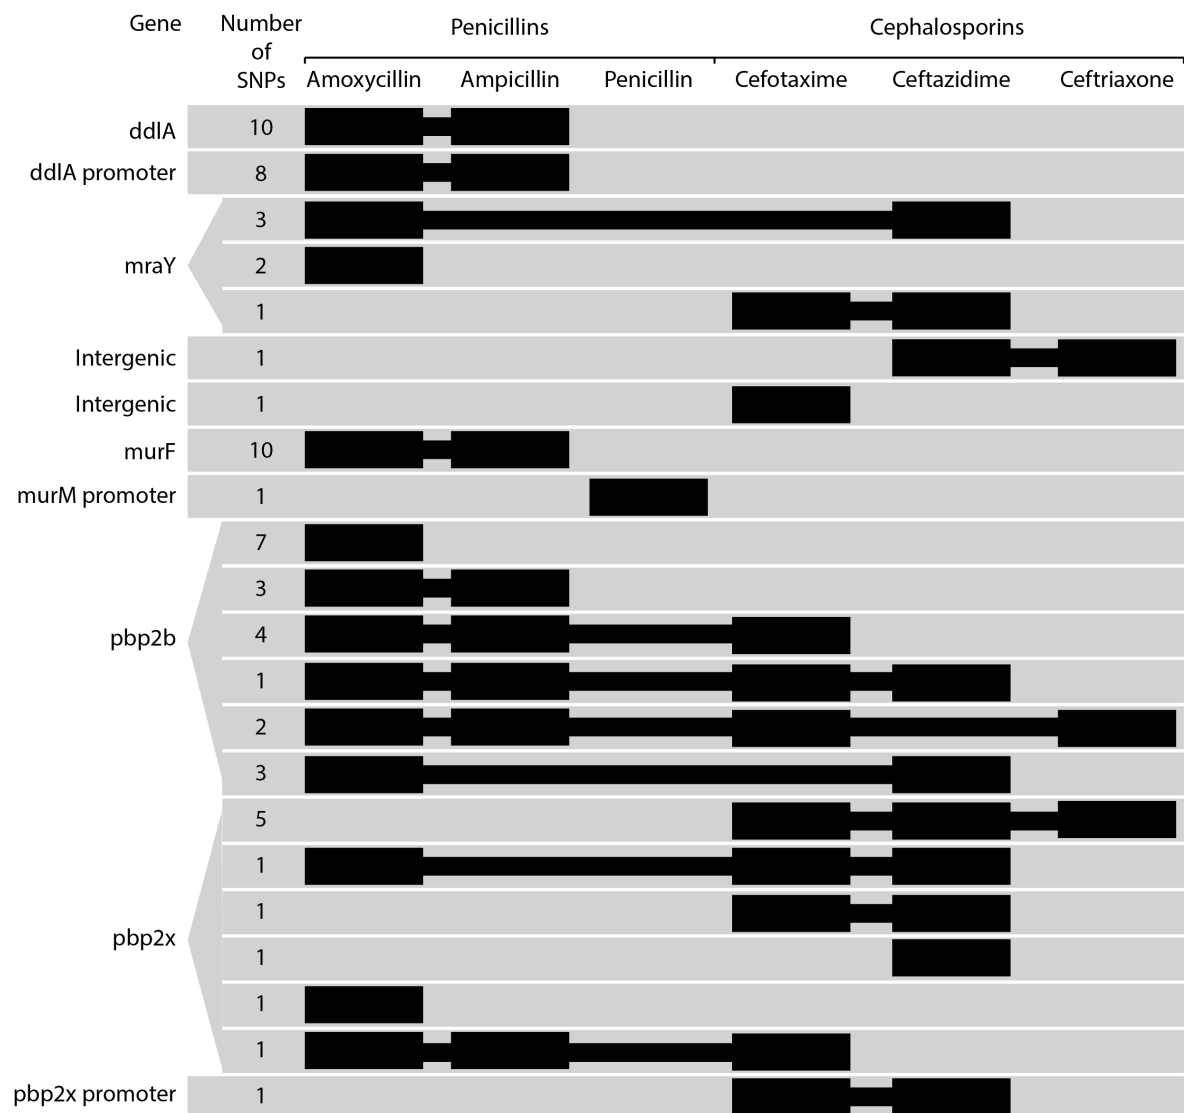 Gene Number of SNPs Penicillins Cephalosporins
Amoxycillin Ampicillin Penicillin Cefotaxime Ceftazidime Ceftriaxone
ddlA 10
ddlA promoter 8
3
mraY 2
1
Intergenic 1
Intergenic 1
murF 10
murM promoter 1
7
3
pbp2b 4
1
2
3
5
1
1
pbp2x
1
1
1
pbp2x promoter 1